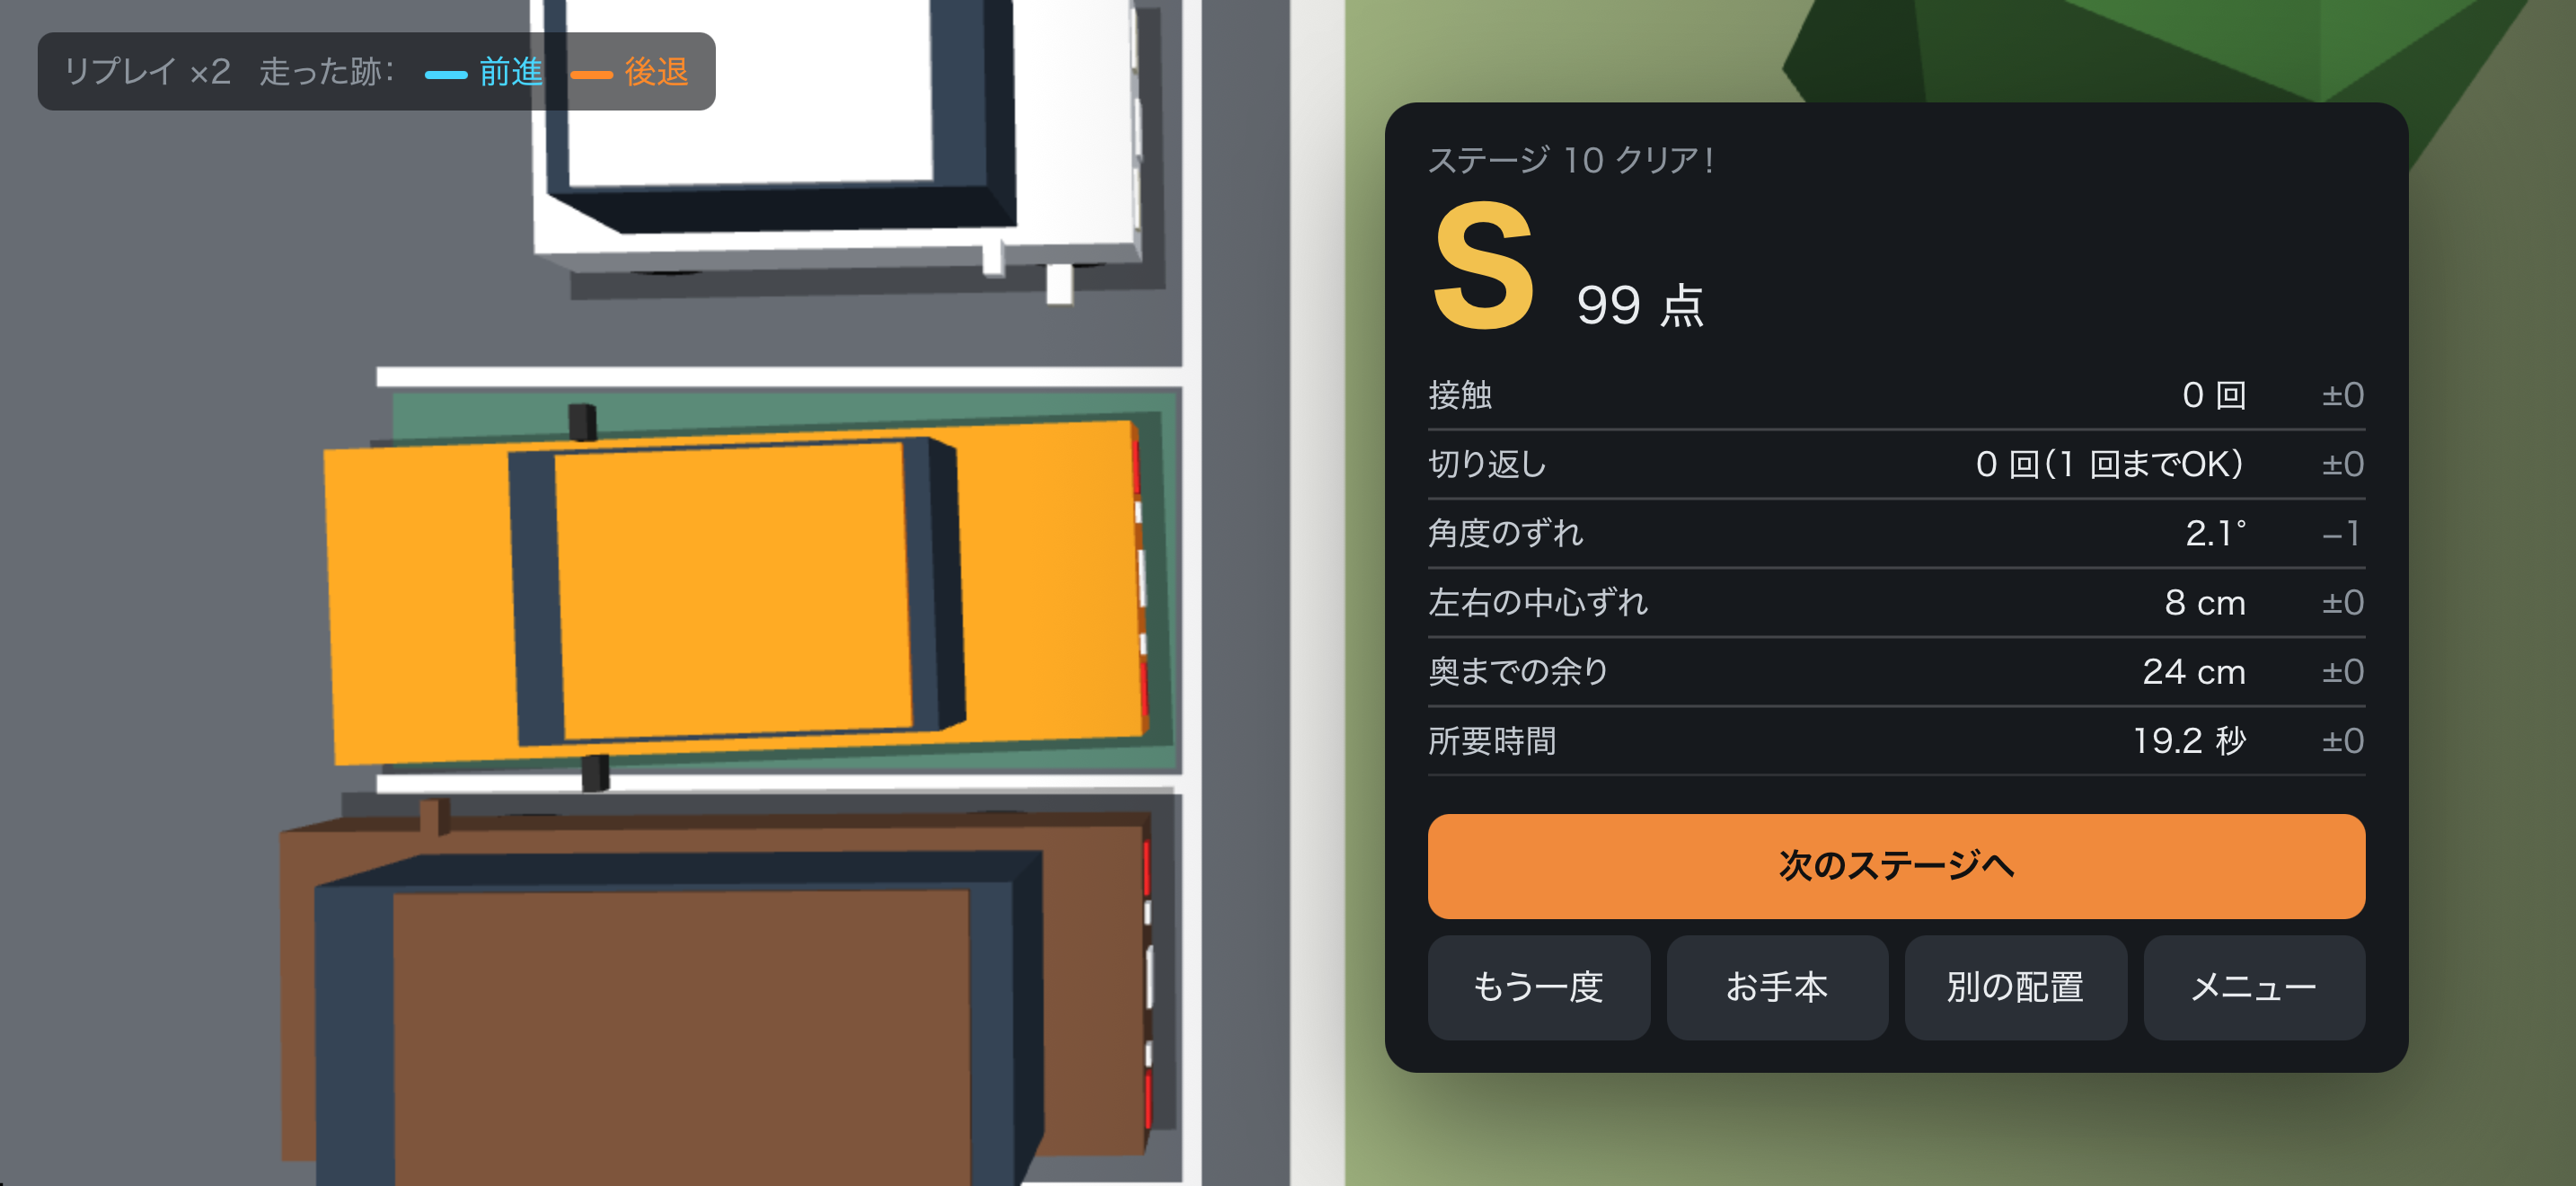 リプレイ ×2 走った跡: 前進 後退
ステージ 10 クリア!
S 99 点
接触 0 回 ±0
切り返し 0 回(1 回までOK) ±0
角度のずれ 2.1° −1
左右の中心ずれ 8 cm ±0
奥までの余り 24 cm ±0
所要時間 19.2 秒 ±0
次のステージへ
もう一度 お手本 別の配置 メニュー